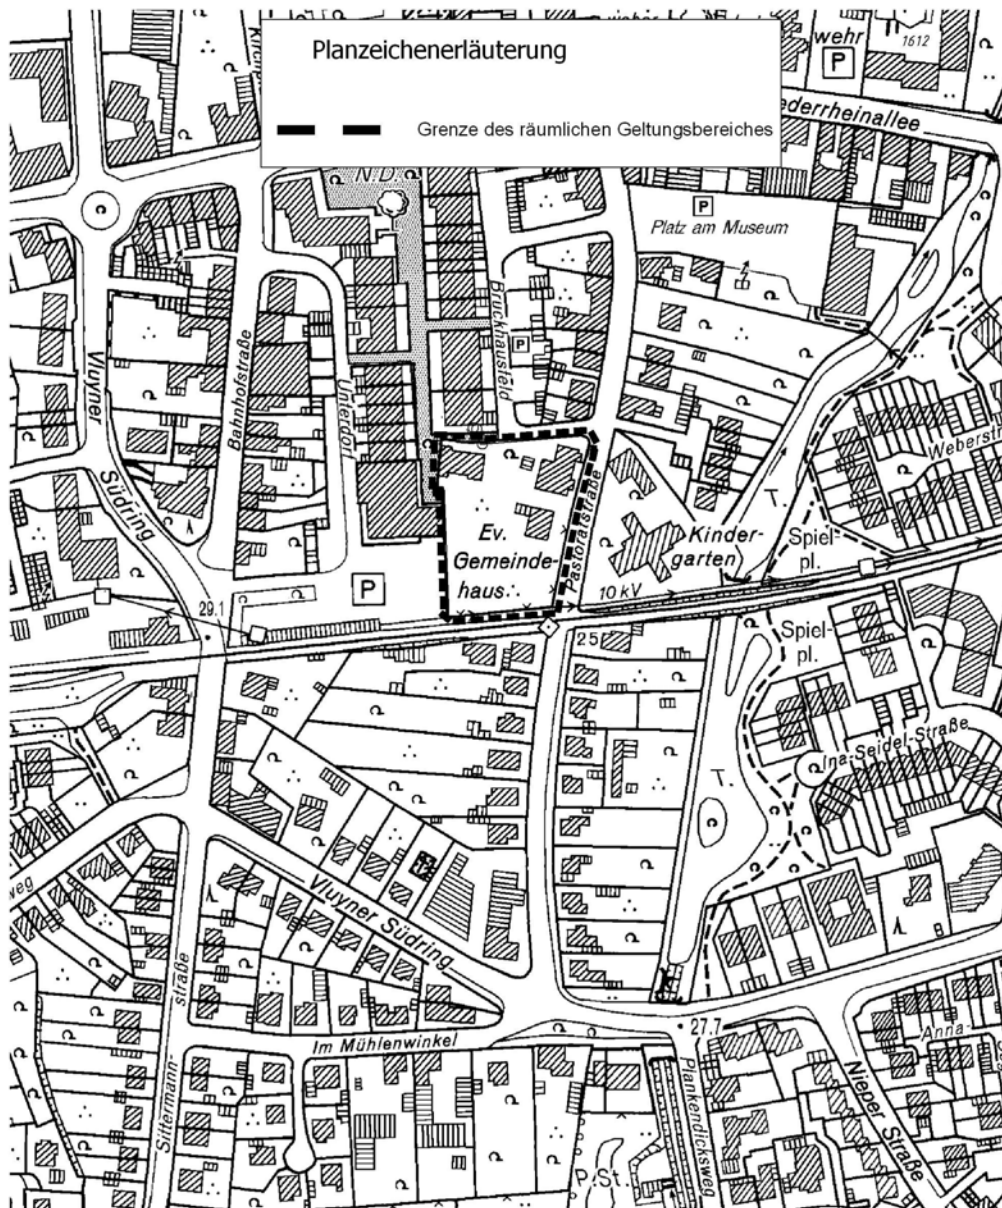 Planzeichenerläuterung
Grenze des räumlichen Geltungsbereiches
wehr
P
1612
ederrheinallee
N.D.
P
Platz am Museum
Vluyner
Südring
Bahnhofstraße
Unterdorf
Bruckhausfeld
P
Pastoratstraße
Weberstr
Ev.
Gemeinde-
haus
Kinder-
garten
Spiel-
pl.
P
29.1
10 kV
25
Spiel-
pl.
Ina-Seidel-Straße
weg
Vluyner
Südring
Sittermann-
straße
Im Mühlenwinkel
27.7
Anna
Plankendicksweg
Nieper Straße
P.St.